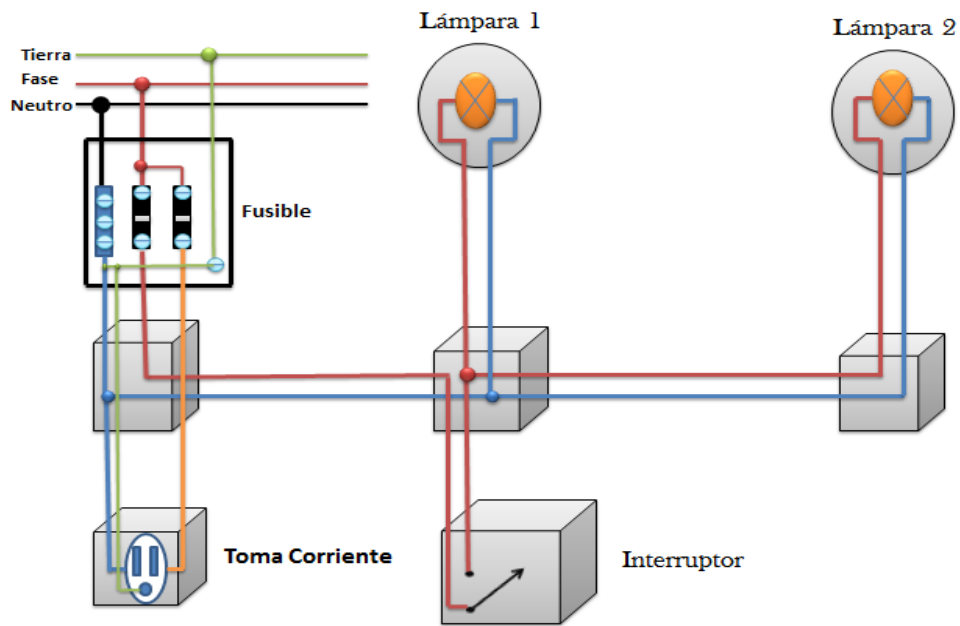 Lámpara 1
Lámpara 2
Tierra
Fase
Neutro
Fusible
Toma Corriente
Interruptor